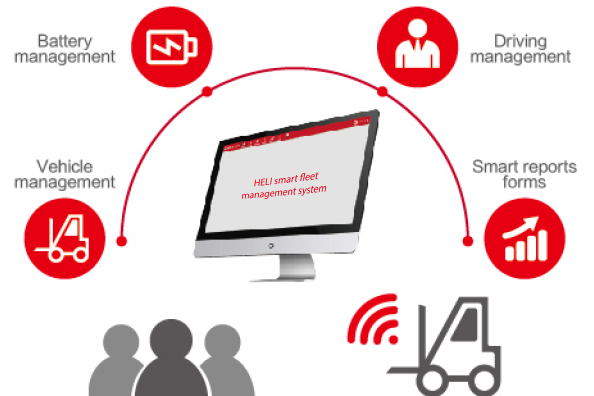 Battery
management
Driving
management
Vehicle
management
Smart reports
forms
HELI smart fleet
management system